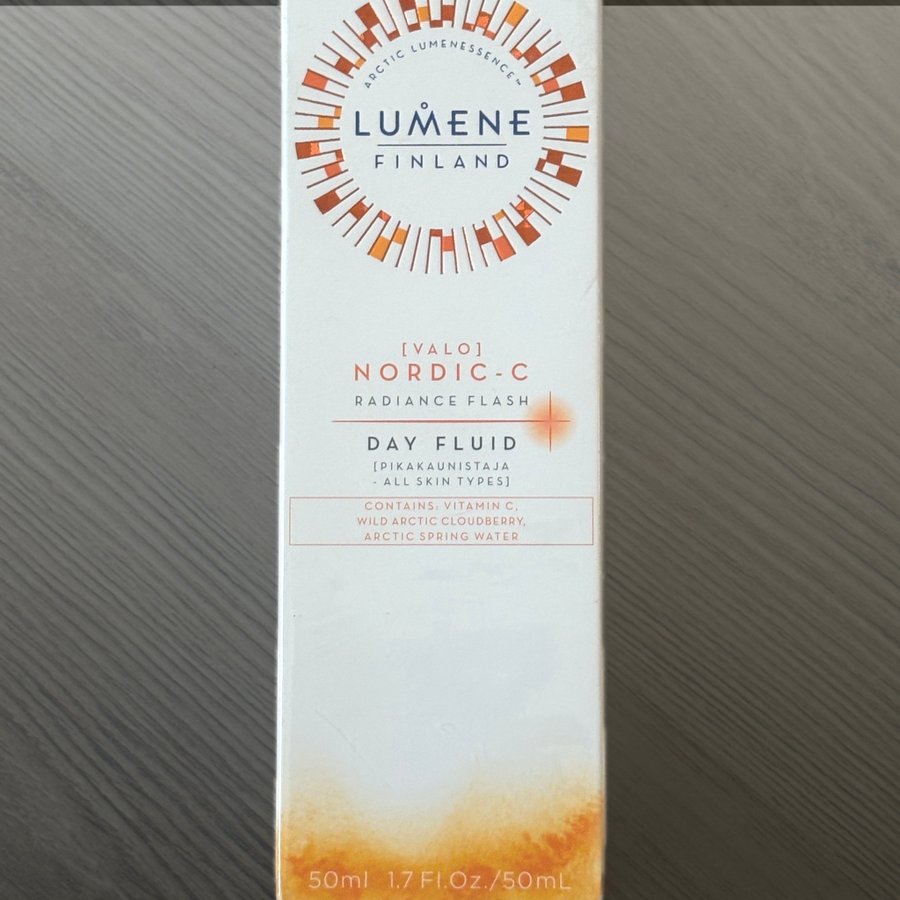 ARCTIC LUMENESSENCE™
LUMENE
FINLAND
[VALO]
NORDIC-C
RADIANCE FLASH
DAY FLUID
[PIKAKAUNISTAJA
- ALL SKIN TYPES]
CONTAINS: VITAMIN C,
WILD ARCTIC CLOUDBERRY,
ARCTIC SPRING WATER
50ml 1.7 Fl.Oz./50mL